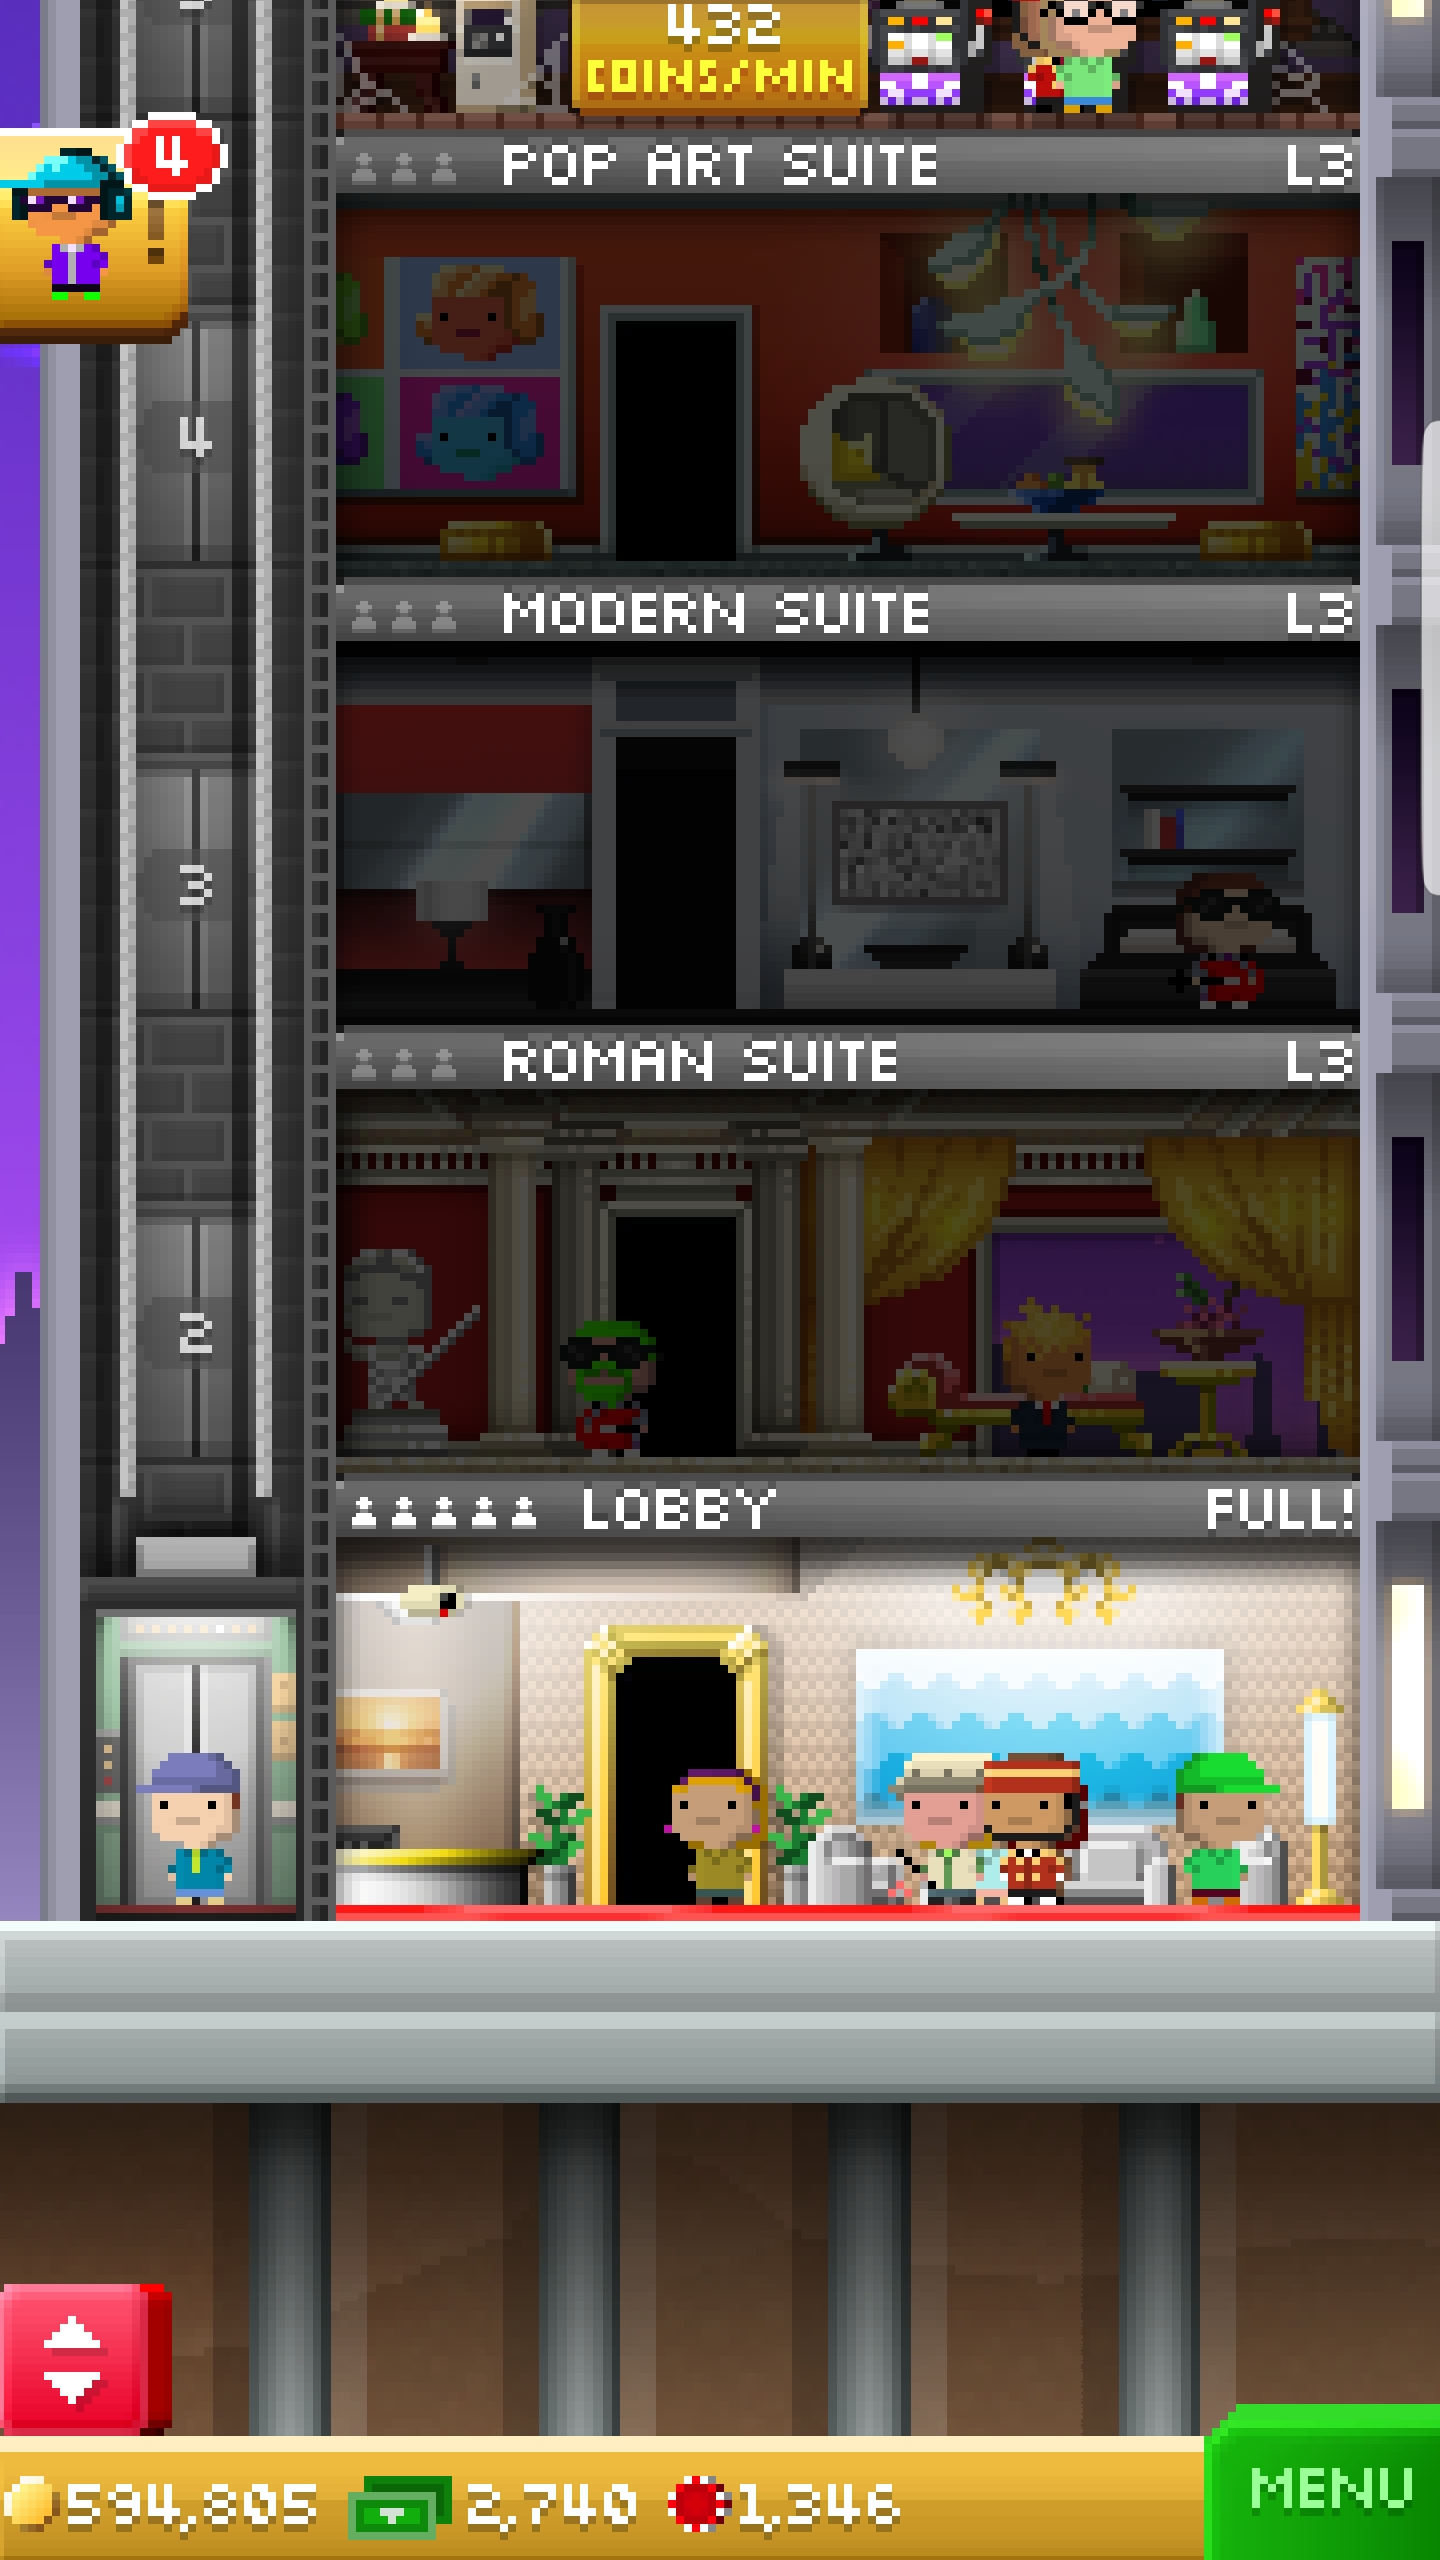 432
COINS/MIN
4
!
POP ART SUITE L3
4
MODERN SUITE L3
3
ROMAN SUITE L3
2
LOBBY FULL!
594,805 2,740 1,346
MENU